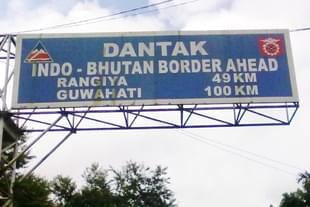 DANTAK
INDO - BHUTAN BORDER AHEAD
RANGIYA 49 KM
GUWAHATI 100 KM